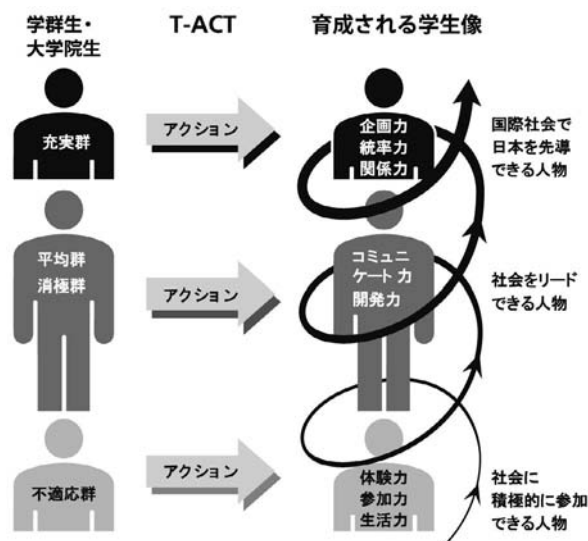 学群生・
大学院生
T-ACT
育成される学生像
充実群
アクション
企画力
統率力
関係力
国際社会で
日本を先導
できる人物
平均群
消極群
アクション
コミュニ
ケート力
開発力
社会をリード
できる人物
不適応群
アクション
体験力
参加力
生活力
社会に
積極的に参加
できる人物